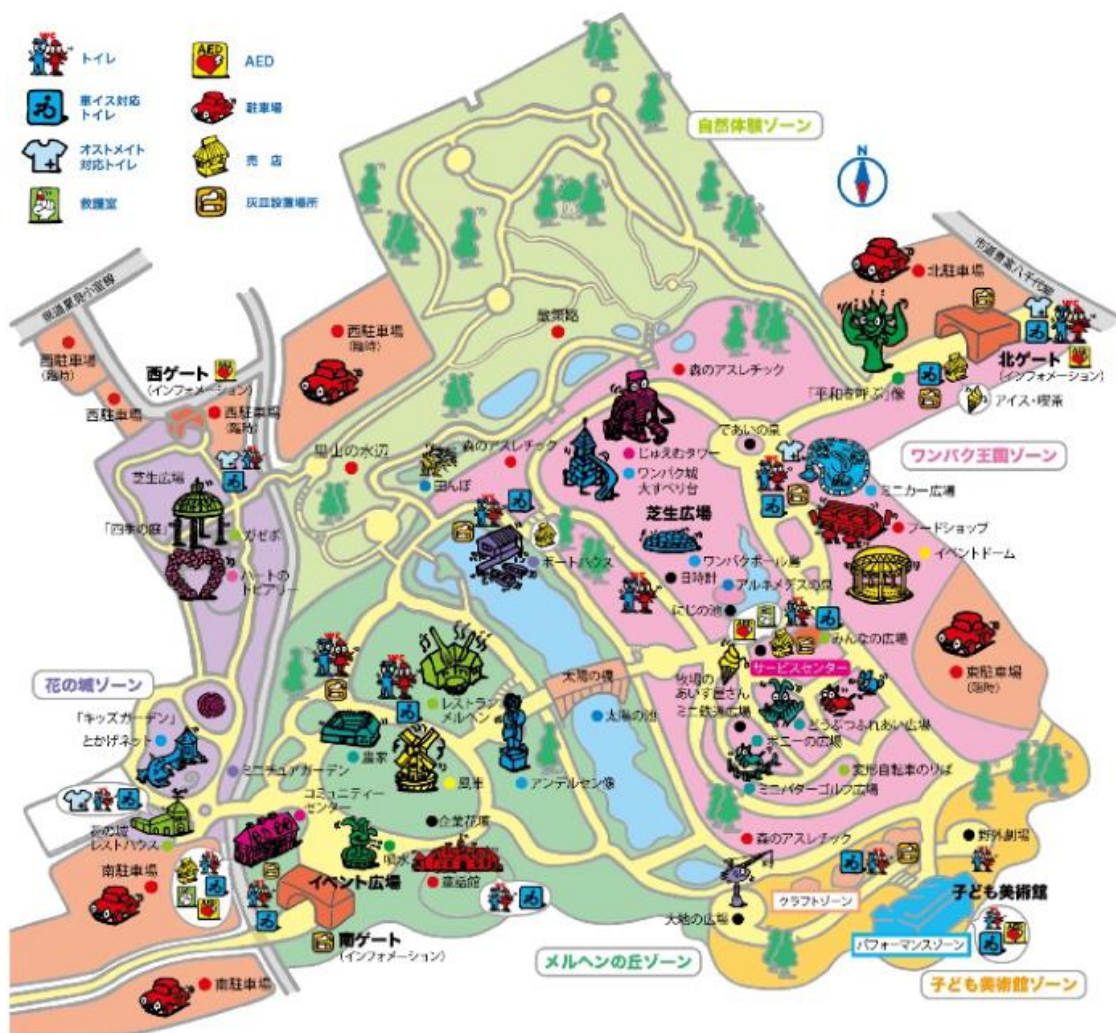 トイレ
AED
車イス対応
トイレ
駐車場
オストメイト
対応トイレ
売店
救護室
灰皿設置場所
自然体験ゾーン
N
市道豊富八千代線
北駐車場
北ゲート
(インフォメーション)
「平和を呼ぶ」像
アイス・喫茶
散策路
森のアスレチック
西駐車場
(臨時)
西駐車場
(臨時)
西ゲート
(インフォメーション)
西駐車場
西駐車場
(臨時)
里山の水辺
森のアスレチック
田んぼ
じゅえむタワー
ワンパク城
大すべり台
であいの泉
ワンパク王国ゾーン
ミニカー広場
フードショップ
イベントドーム
芝生広場
「四季の庭」
ガゼボ
ハートの
トピアリー
ボートハウス
芝生広場
ワンパクボール島
日時計
アルキメデスの泉
にじの池
みんなの広場
サービスセンター
東駐車場
(臨時)
牧場の
あいす屋さん
ミニ鉄道広場
どうぶつふれあい広場
ポニーの広場
変形自転車のりば
ミニパターゴルフ広場
太陽の橋
太陽の池
花の城ゾーン
「キッズガーデン」
とかげネット
ミニチュアガーデン
レストラン
メルヘン
農家
風車
アンデルセン像
コミュニティー
センター
企業花壇
花の城
レストハウス
南駐車場
イベント広場
童話館
南ゲート
(インフォメーション)
南駐車場
メルヘンの丘ゾーン
森のアスレチック
野外劇場
クラフトゾーン
大地の広場
子ども美術館
パフォーマンスゾーン
子ども美術館ゾーン